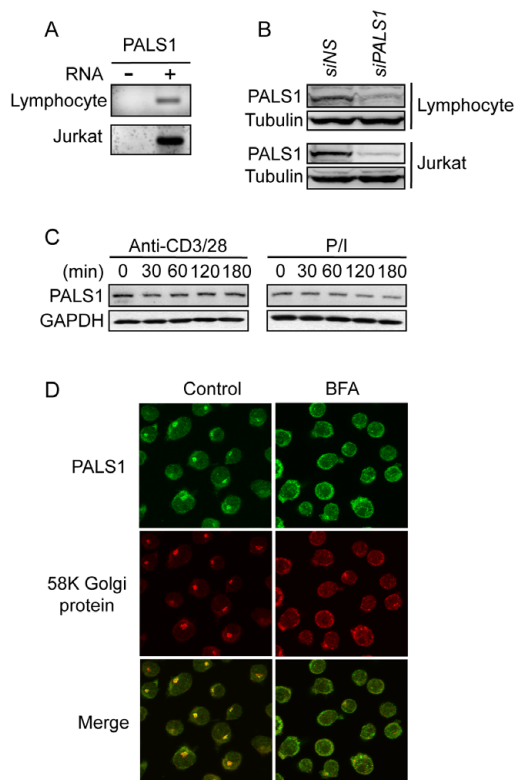 A
PALS1
RNA - +
Lymphocyte
Jurkat
B
siNS siPALS1
PALS1
Tubulin
Lymphocyte
PALS1
Tubulin
Jurkat
C
Anti-CD3/28 P/I
(min) 0 30 60 120 180 0 30 60 120 180
PALS1
GAPDH
D
Control BFA
PALS1
58K Golgi
protein
Merge